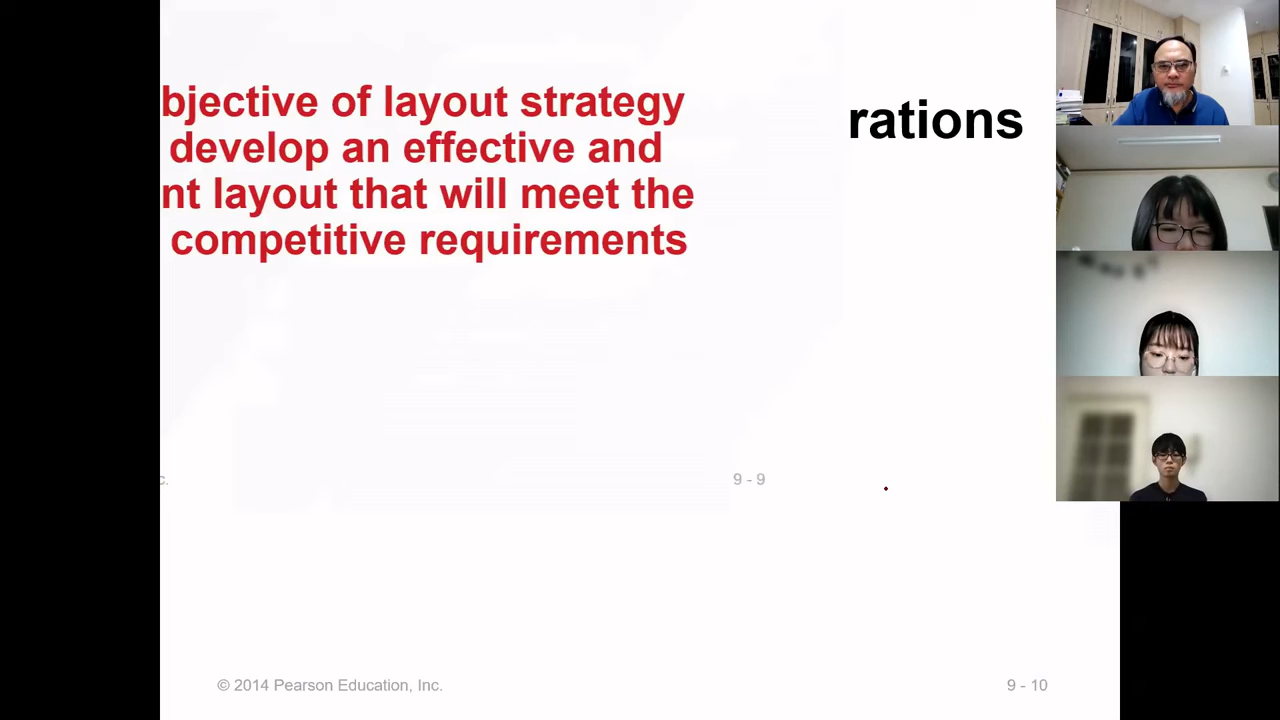 bjective of layout strategy
develop an effective and
nt layout that will meet the
competitive requirements
rations
c.
9 - 9
© 2014 Pearson Education, Inc.
9 - 10